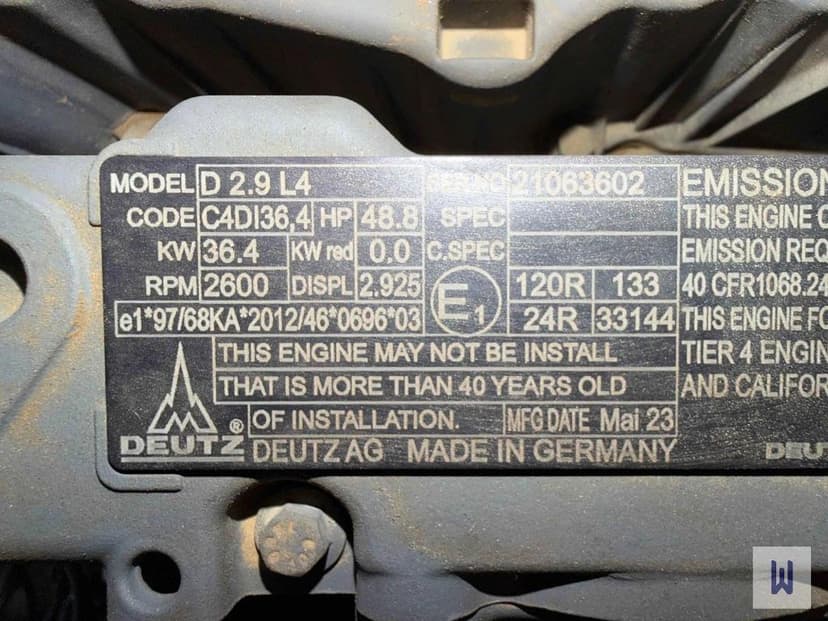 MODEL D 2.9 L4 SER.NO 21063602 EMISSION
CODE C4DI36,4 HP 48.8 SPEC THIS ENGINE
KW 36.4 KW red 0.0 C.SPEC EMISSION REQ
RPM 2600 DISPL 2.925 E1 120R 133 40 CFR1068.24
e1*97/68KA*2012/46*0696*03 24R 33144 THIS ENGINE FO
THIS ENGINE MAY NOT BE INSTALL TIER 4 ENGIN
THAT IS MORE THAN 40 YEARS OLD AND CALIFOR
OF INSTALLATION. MFG DATE Mai 23
DEUTZ ® DEUTZ AG MADE IN GERMANY DEUT
W